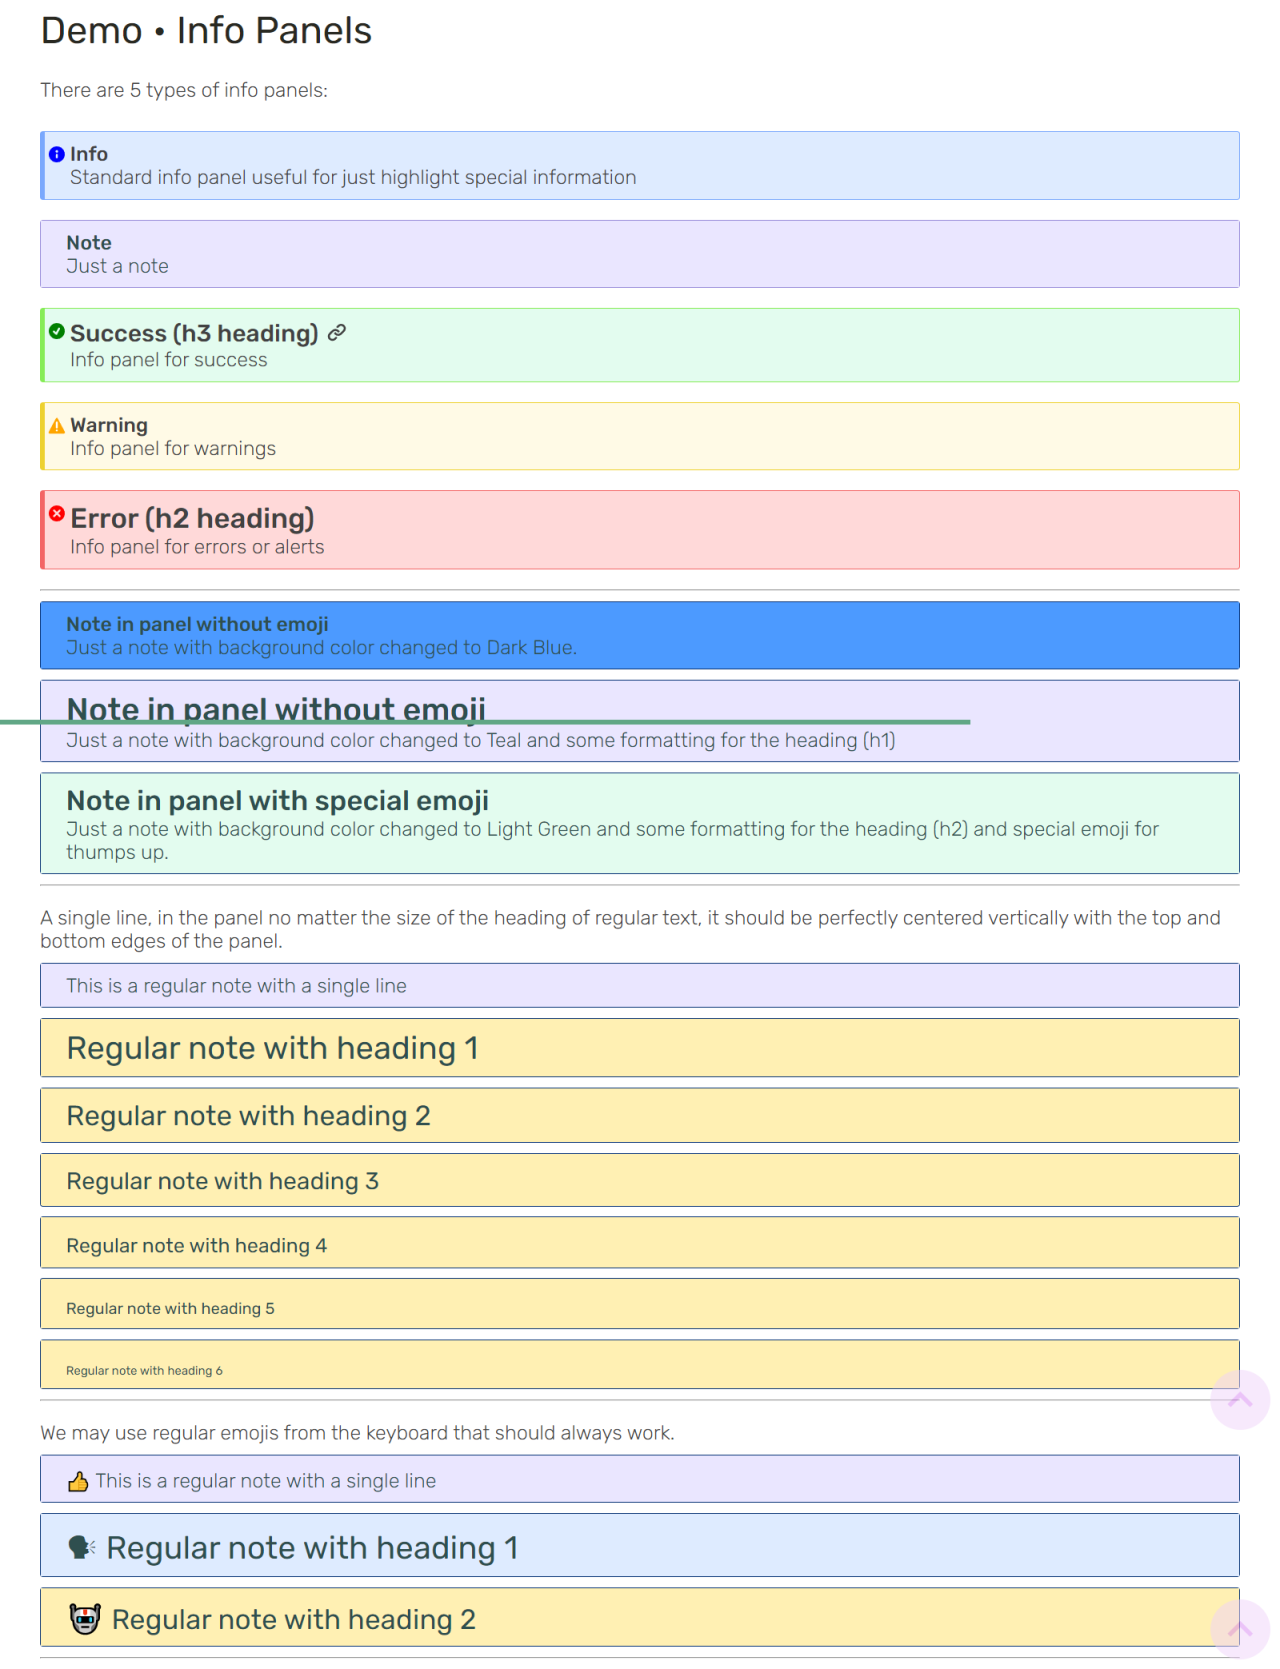 Demo • Info Panels
There are 5 types of info panels:
Info
Standard info panel useful for just highlight special information
Note
Just a note
Success (h3 heading)
Info panel for success
Warning
Info panel for warnings
Error (h2 heading)
Info panel for errors or alerts
Note in panel without emoji
Just a note with background color changed to Dark Blue.
Note in panel without emoji
Just a note with background color changed to Teal and some formatting for the heading (h1)
Note in panel with special emoji
Just a note with background color changed to Light Green and some formatting for the heading (h2) and special emoji for
thumps up.
A single line, in the panel no matter the size of the heading of regular text, it should be perfectly centered vertically with the top and
bottom edges of the panel.
This is a regular note with a single line
Regular note with heading 1
Regular note with heading 2
Regular note with heading 3
Regular note with heading 4
Regular note with heading 5
Regular note with heading 6
We may use regular emojis from the keyboard that should always work.
👍 This is a regular note with a single line
🗣 Regular note with heading 1
🤖 Regular note with heading 2